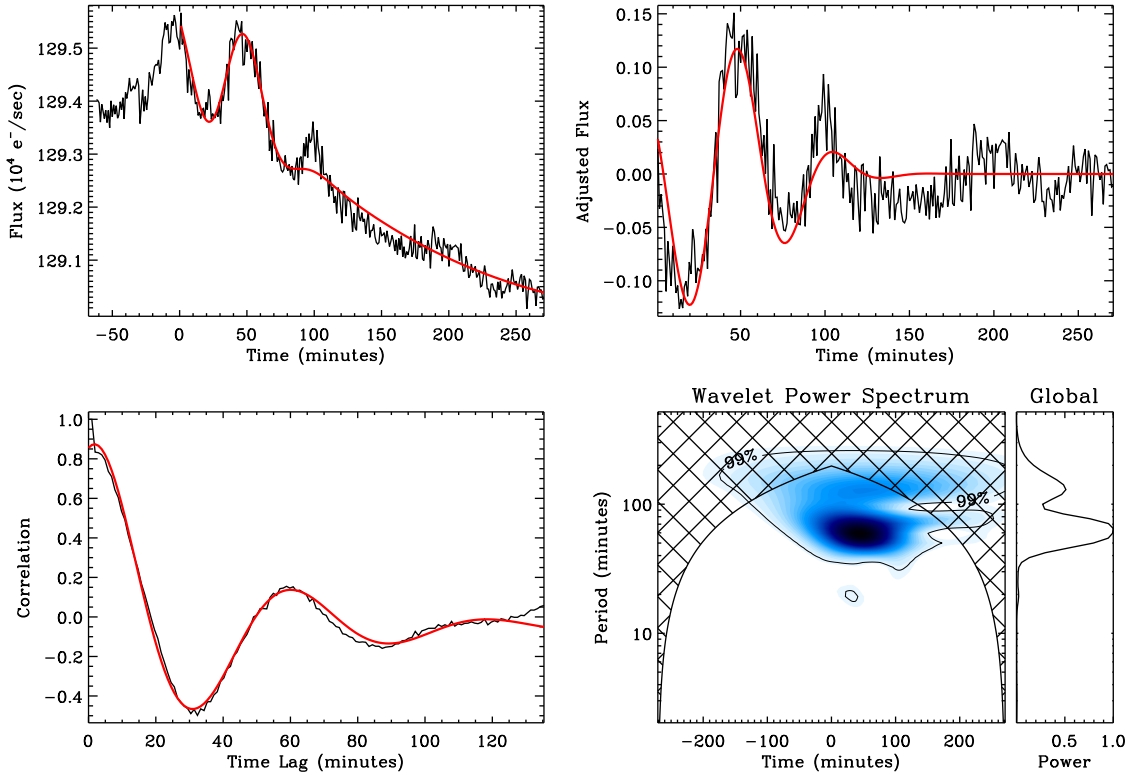 129.5
129.4
129.3
129.2
129.1
Flux (10⁴ e⁻/sec)
−50 0 50 100 150 200 250
Time (minutes)
0.15
0.10
0.05
0.00
−0.05
−0.10
Adjusted Flux
50 100 150 200 250
Time (minutes)
1.0
0.8
0.6
0.4
0.2
0.0
−0.2
−0.4
Correlation
0 20 40 60 80 100 120
Time Lag (minutes)
Wavelet Power Spectrum
99%
99%
100
10
Period (minutes)
−200 −100 0 100 200
Time (minutes)
Global
0.5 1.0
Power